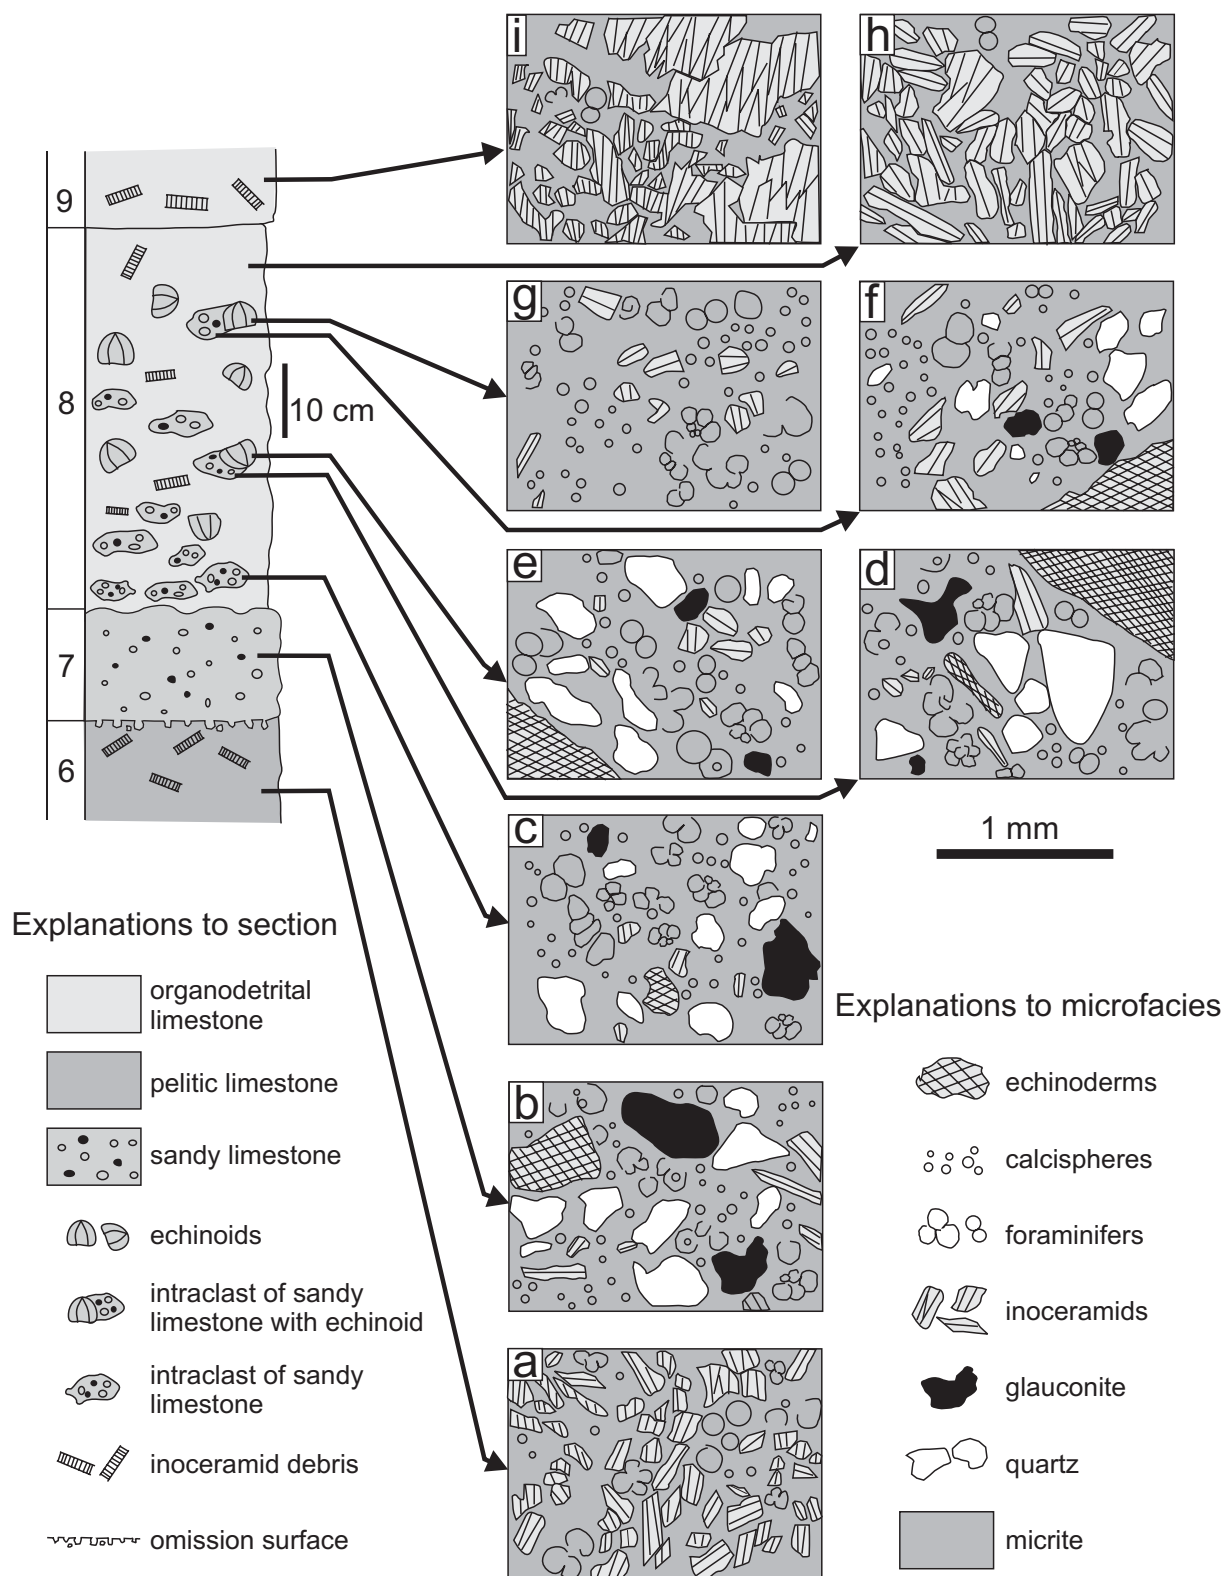 i
h
9
g
f
8
10 cm
e
d
7
6
1 mm
c
Explanations to section
organodetrital
limestone
pelitic limestone
sandy limestone
echinoids
intraclast of sandy
limestone with echinoid
intraclast of sandy
limestone
inoceramid debris
omission surface
b
a
Explanations to microfacies
echinoderms
calcispheres
foraminifers
inoceramids
glauconite
quartz
micrite